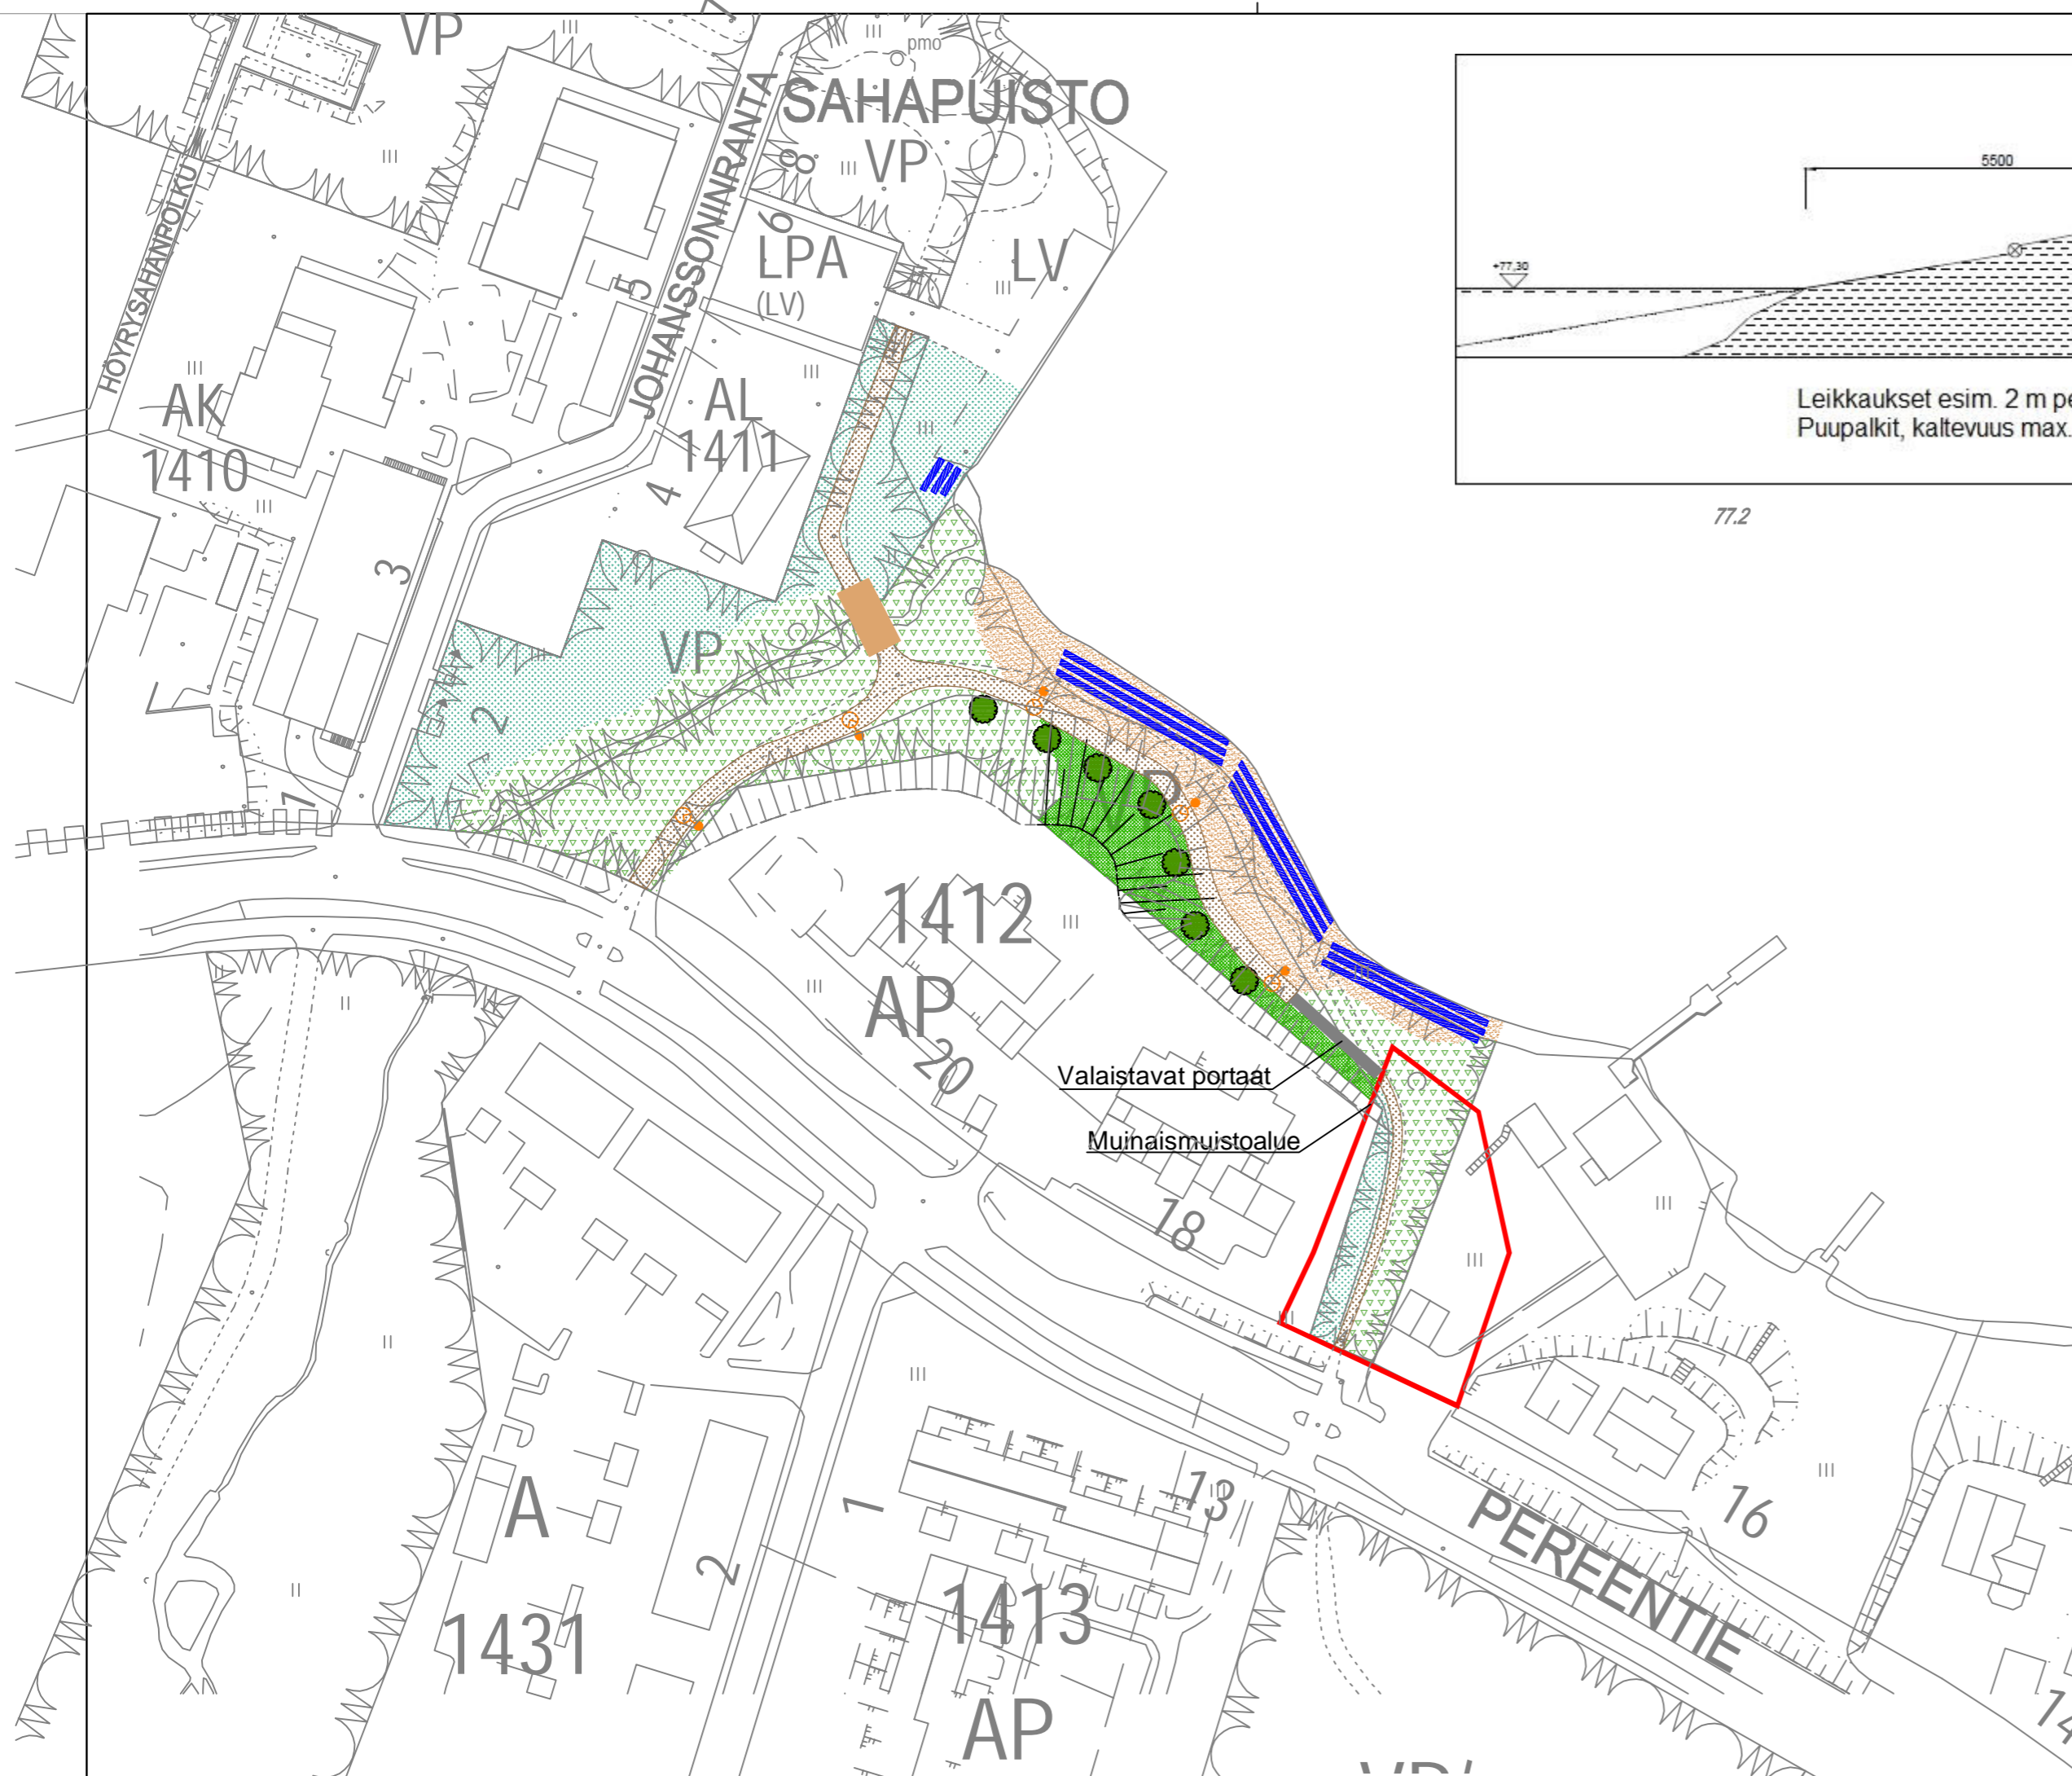 VP
pmo
SAHAPUISTO
VP
8
6
LPA
(LV)
LV
HÖYRYSAHANPOLKU
JOHANSSONINRANTA
5
AK
1410
AL
1411
4
3
VP
2
1
5500
+77,30
Leikkaukset esim. 2 m
Puupalkit, kaltevuus max.
77.2
VP
1412
AP
20
Valaistavat portaat
Muinaismuistoalue
18
A
1431
2
1
13
1413
AP
PEREENTIE
16
14